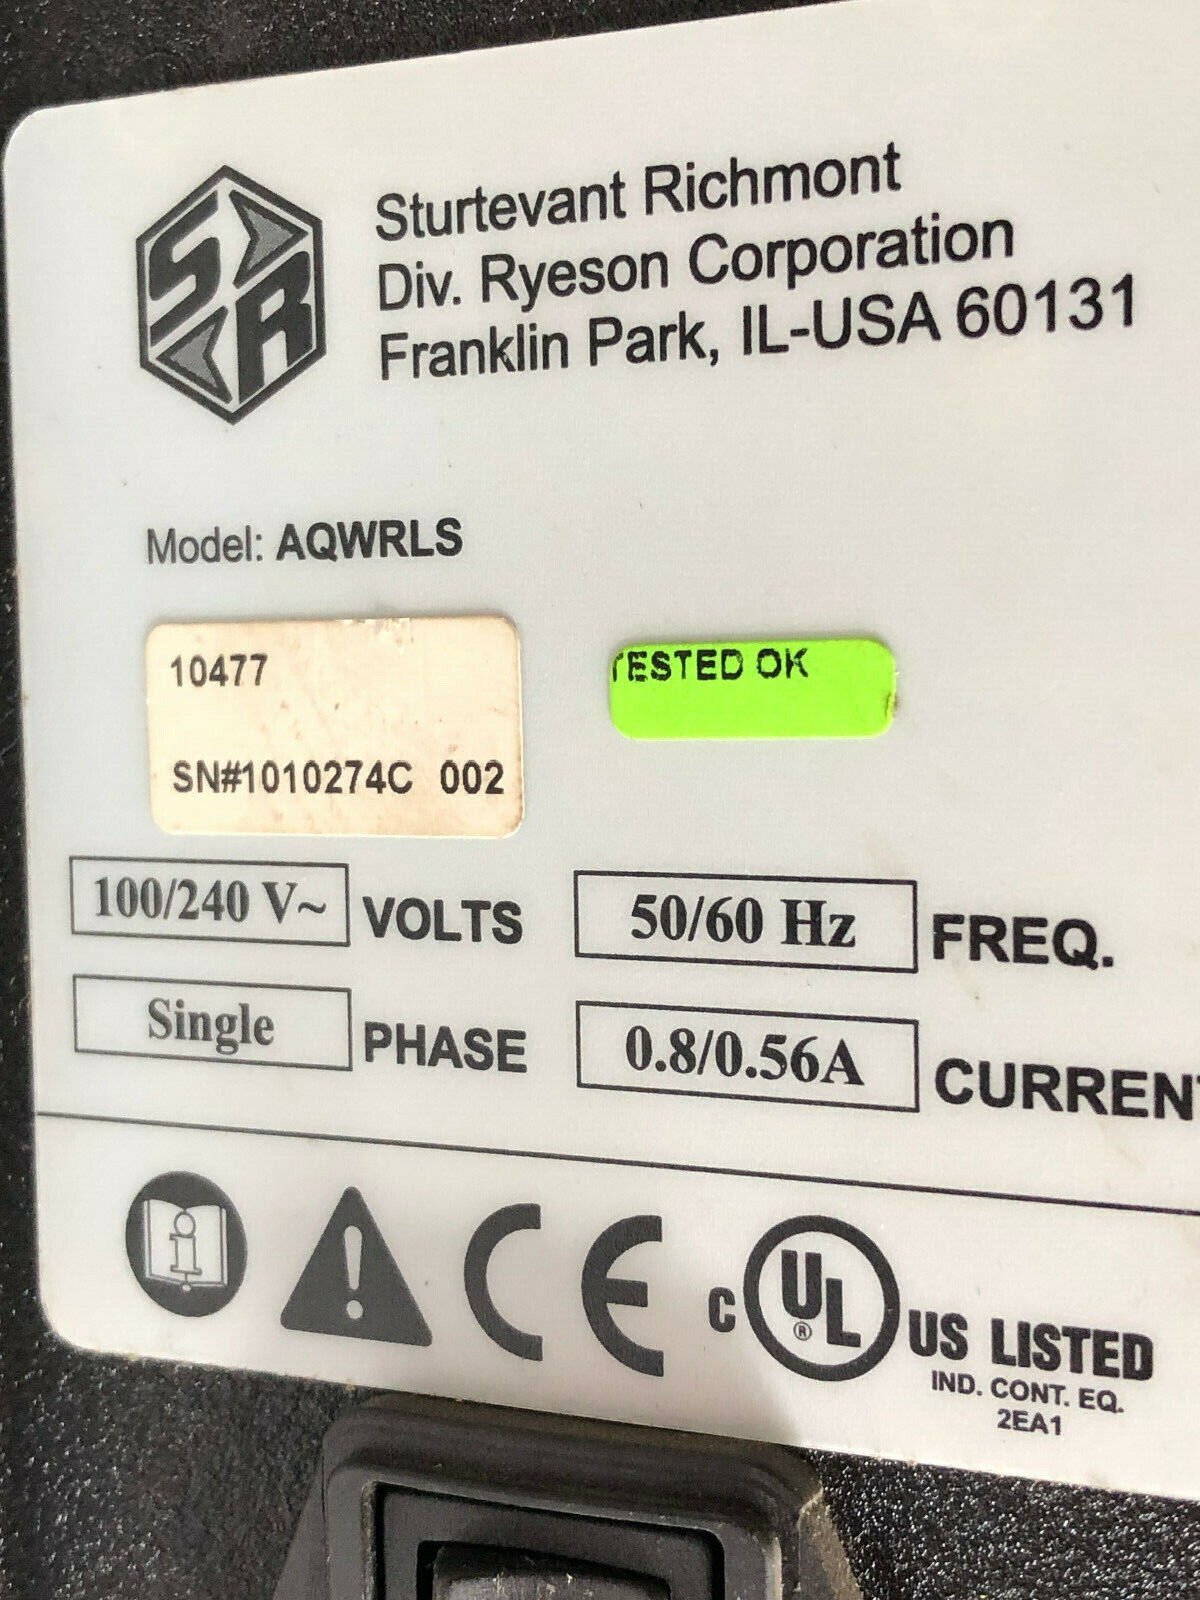 SR
Sturtevant Richmont
Div. Ryeson Corporation
Franklin Park, IL-USA 60131
Model: AQWRLS
10477
SN#1010274C 002
TESTED OK
100/240 V~ VOLTS 50/60 Hz FREQ.
Single PHASE 0.8/0.56A CURRENT
i ! CE c UL ® US LISTED
IND. CONT. EQ.
2EA1